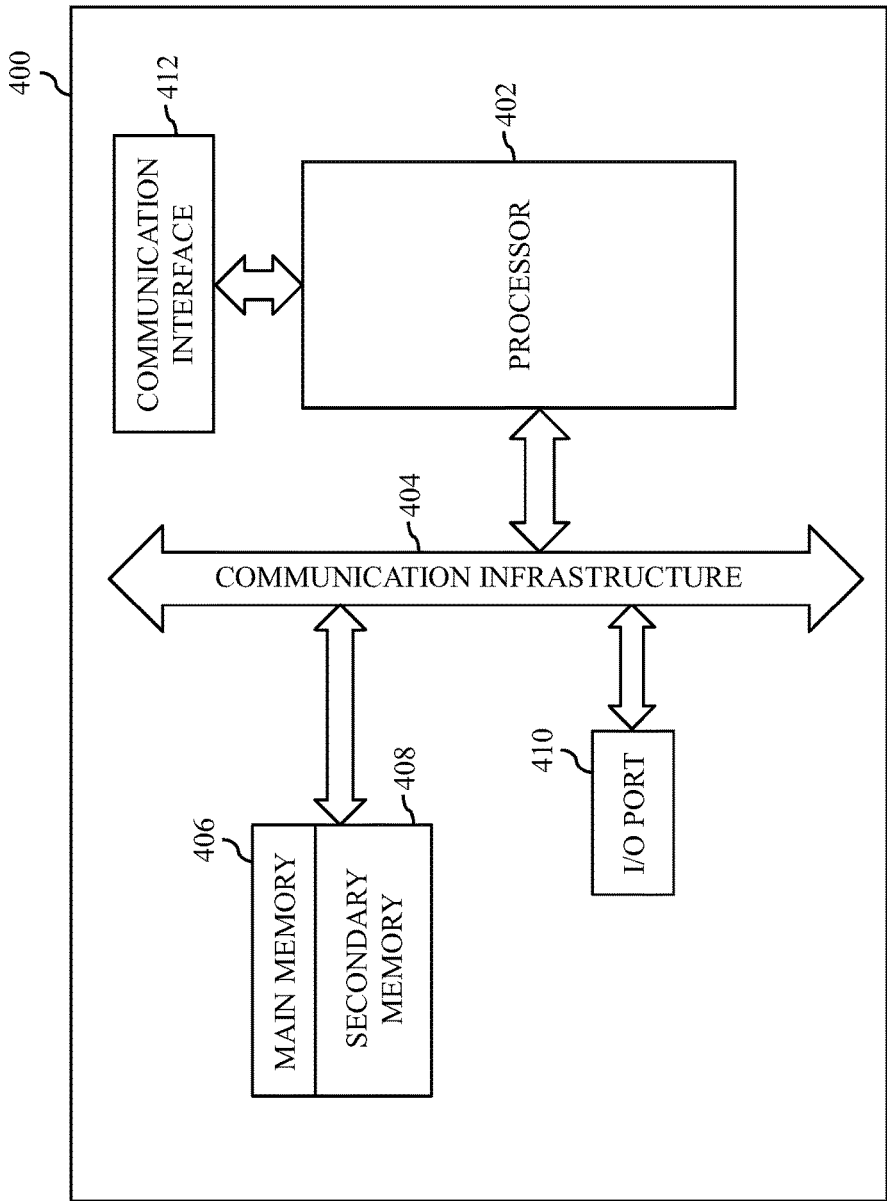 400
412
COMMUNICATION
INTERFACE
402
PROCESSOR
404
COMMUNICATION INFRASTRUCTURE
406
MAIN MEMORY
408
SECONDARY
MEMORY
410
I/O PORT